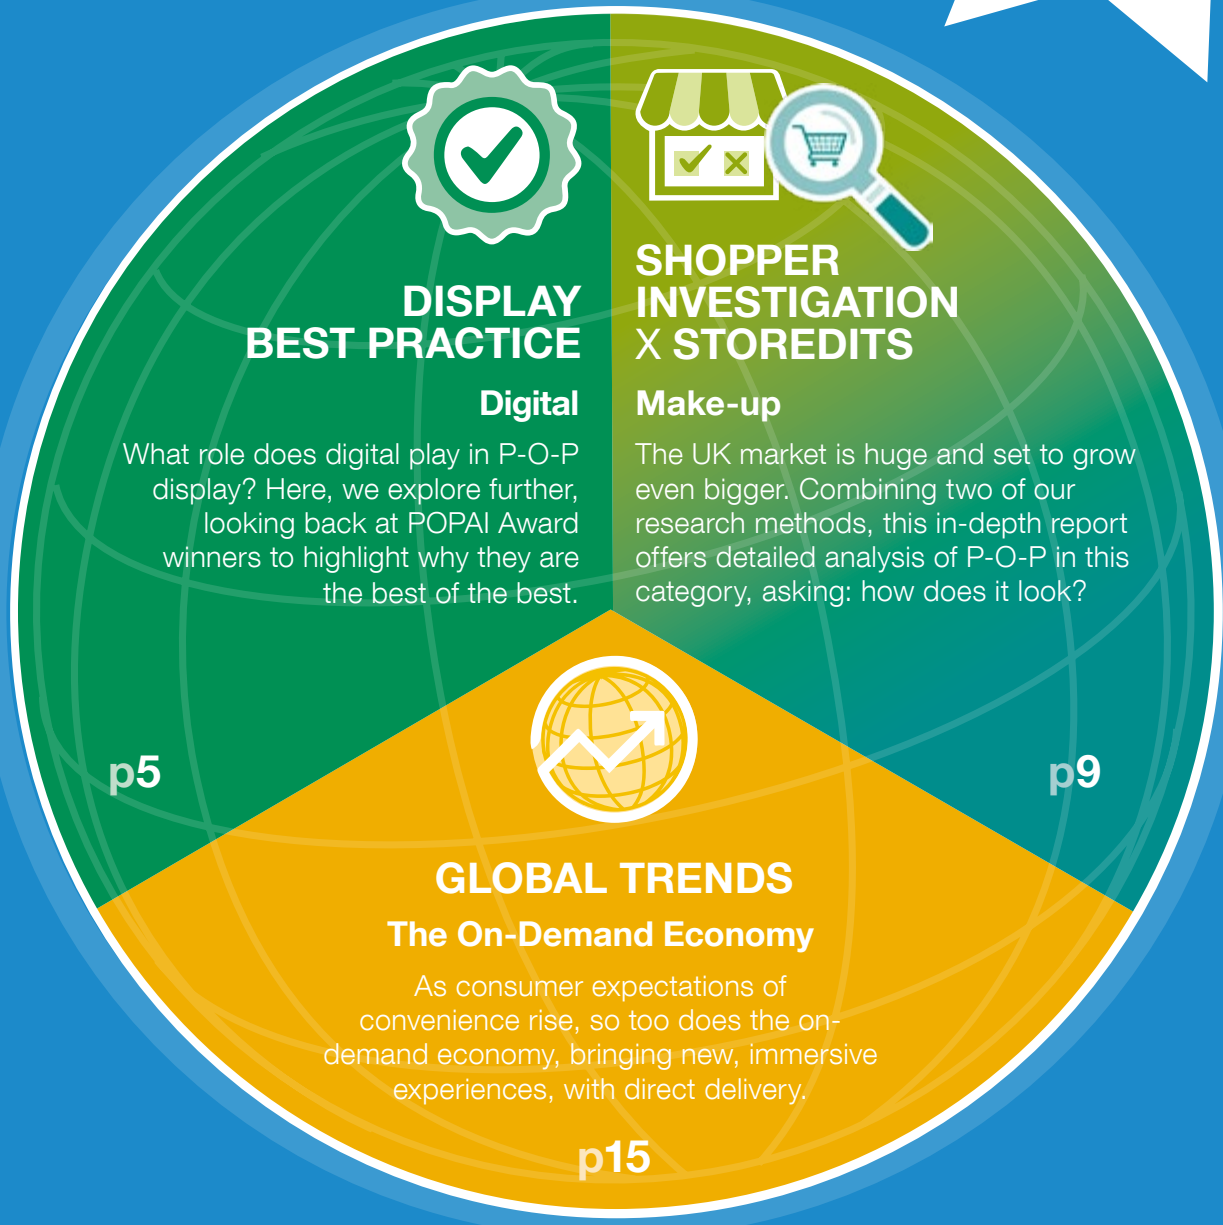 DISPLAY
BEST PRACTICE
Digital
What role does digital play in P-O-P
display? Here, we explore further,
looking back at POPAI Award
winners to highlight why they are
the best of the best.
p5
SHOPPER
INVESTIGATION
X STOREDITS
Make-up
The UK market is huge and set to grow
even bigger. Combining two of our
research methods, this in-depth report
offers detailed analysis of P-O-P in this
category, asking: how does it look?
p9
GLOBAL TRENDS
The On-Demand Economy
As consumer expectations of
convenience rise, so too does the on-
demand economy, bringing new, immersive
experiences, with direct delivery.
p15